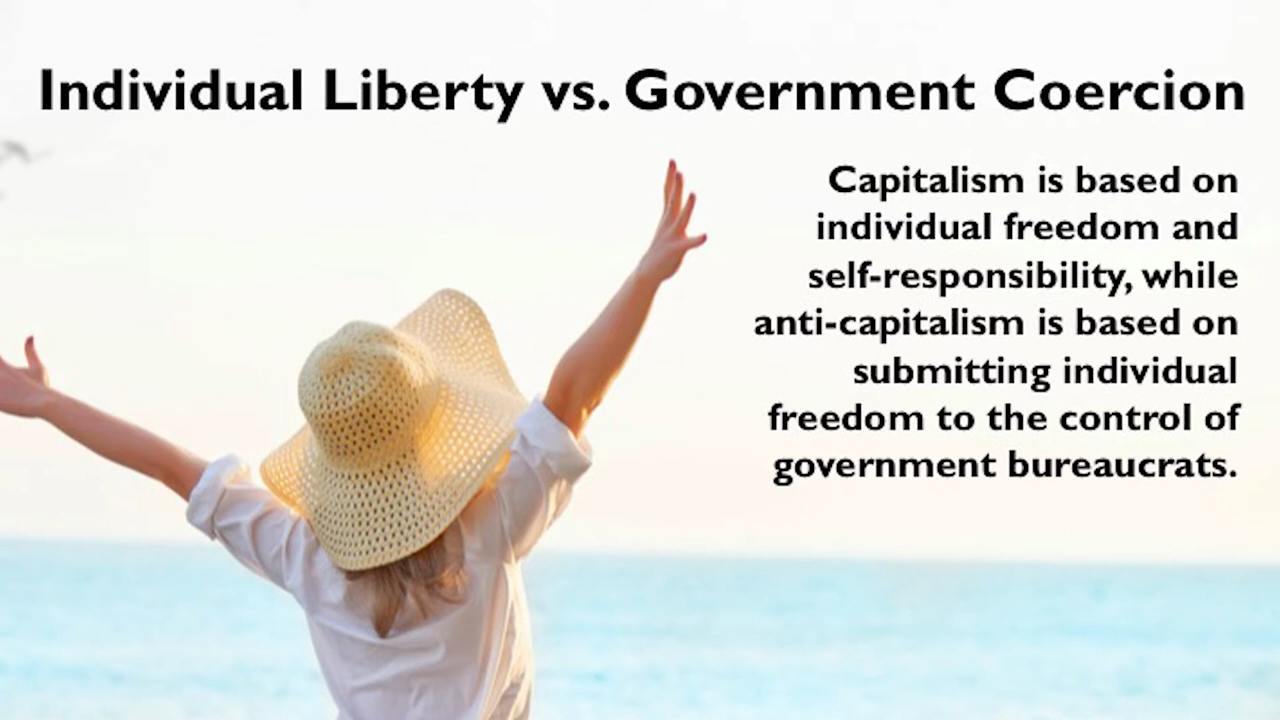 Individual Liberty vs. Government Coercion
Capitalism is based on
individual freedom and
self-responsibility, while
anti-capitalism is based on
submitting individual
freedom to the control of
government bureaucrats.